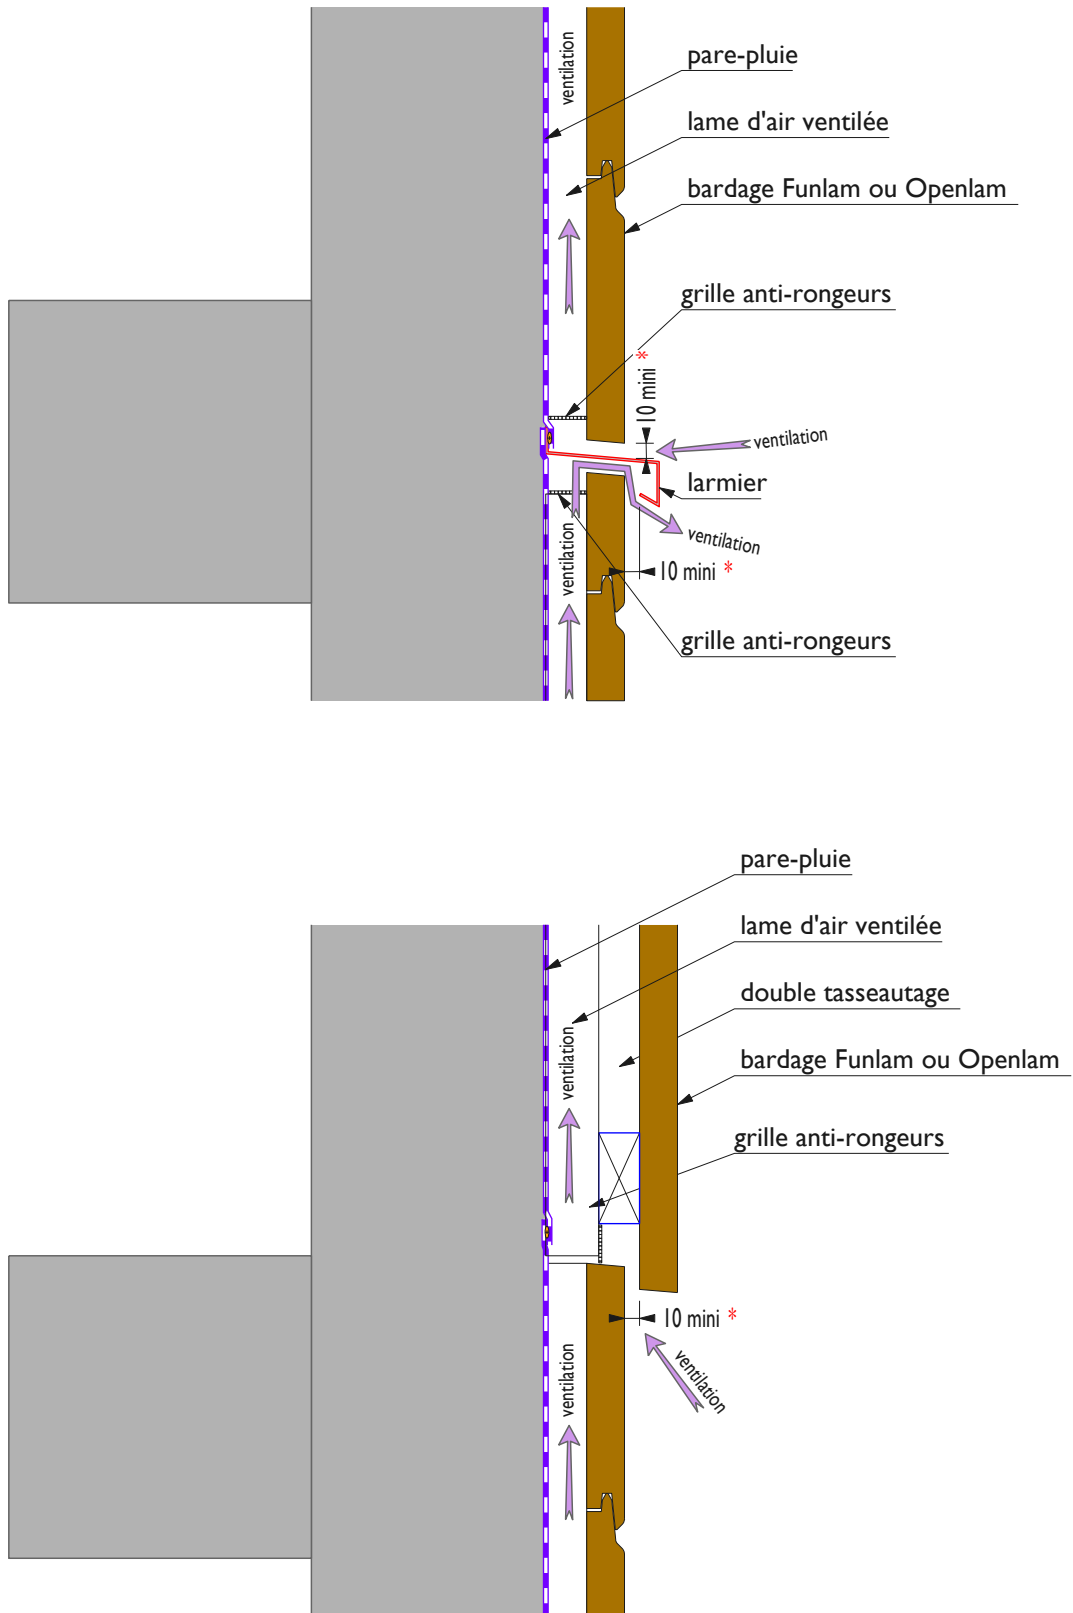 ventilation
pare-pluie
lame d'air ventilée
bardage Funlam ou Openlam
grille anti-rongeurs
10 mini *
ventilation
larmier
ventilation
ventilation
10 mini *
grille anti-rongeurs
pare-pluie
lame d'air ventilée
double tasseautage
ventilation
bardage Funlam ou Openlam
grille anti-rongeurs
10 mini *
ventilation
ventilation